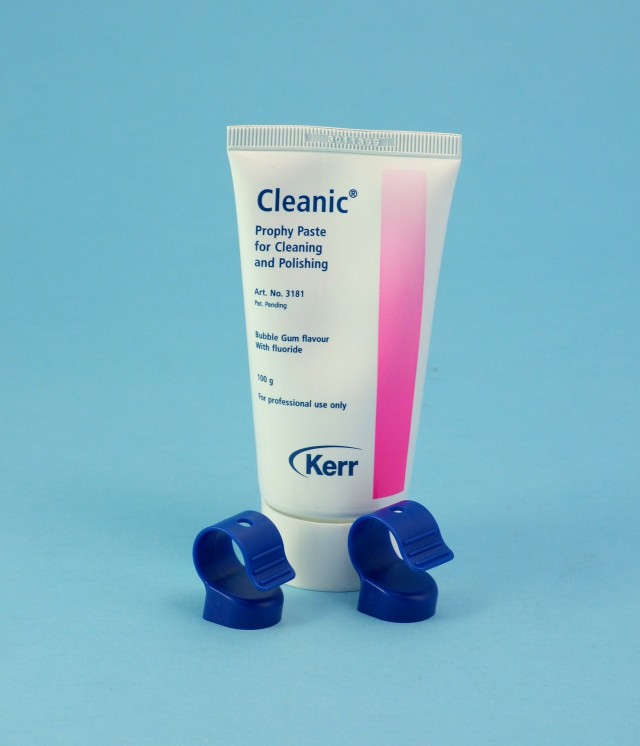 Cleanic®
Prophy Paste
for Cleaning
and Polishing
Art. No. 3181
Pat. Pending
Bubble Gum flavour
With fluoride
100 g
For professional use only
Kerr